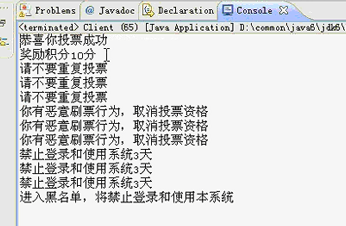 Problems @ Javadoc Declaration Console
<terminated> Client (65) [Java Application] D:\common\java5\jdk6\
恭喜你投票成功
奖励积分10分
请不要重复投票
请不要重复投票
请不要重复投票
你有恶意刷票行为，取消投票资格
你有恶意刷票行为，取消投票资格
你有恶意刷票行为，取消投票资格
禁止登录和使用系统3天
禁止登录和使用系统3天
禁止登录和使用系统3天
进入黑名单，将禁止登录和使用本系统